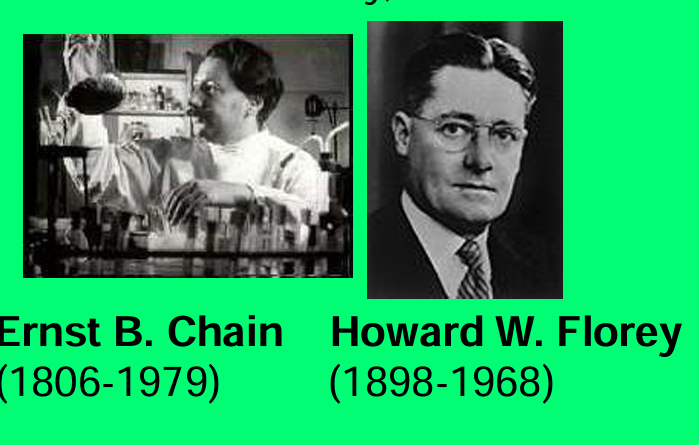 Ernst B. Chain Howard W. Florey
(1806-1979) (1898-1968)